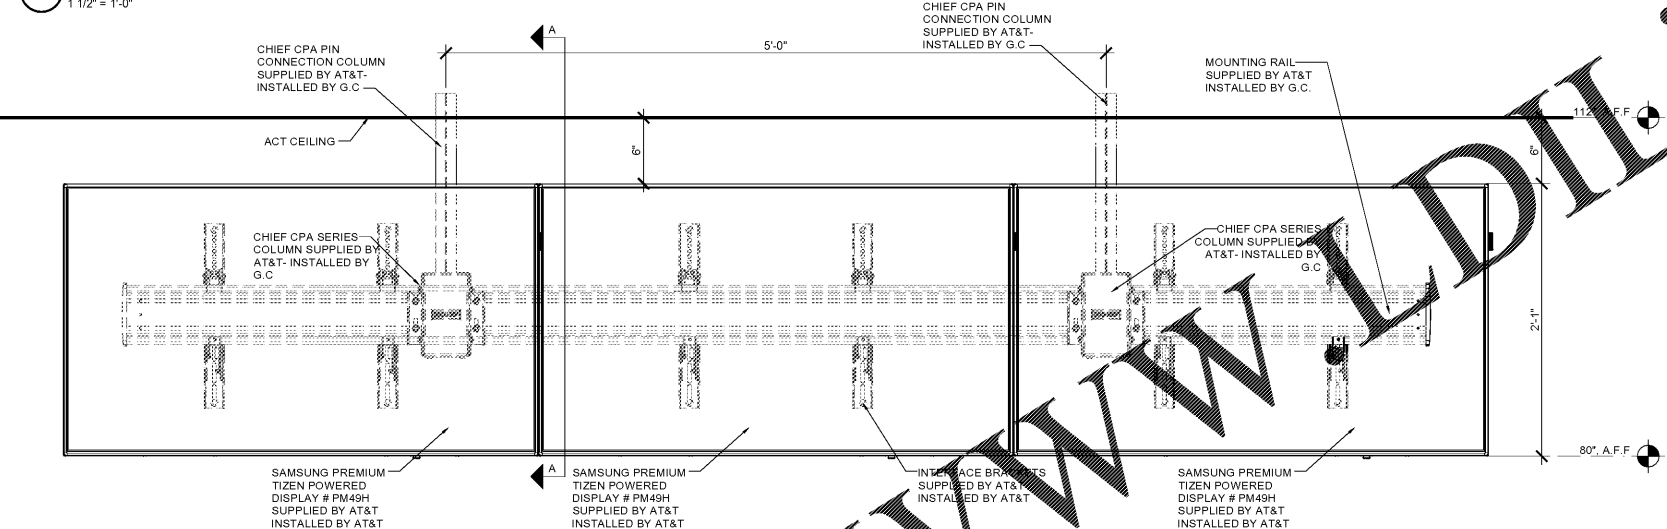 1 1/2" = 1'-0"
CHIEF CPA PIN
CONNECTION COLUMN
SUPPLIED BY AT&T-
INSTALLED BY G.C
A
5'-0"
CHIEF CPA PIN
CONNECTION COLUMN
SUPPLIED BY AT&T-
INSTALLED BY G.C
MOUNTING RAIL
SUPPLIED BY AT&T
INSTALLED BY G.C.
ACT CEILING
6"
6"
112", A.F.F
CHIEF CPA SERIES
COLUMN SUPPLIED BY
AT&T- INSTALLED BY
G.C
CHIEF CPA SERIES
COLUMN SUPPLIED BY
AT&T- INSTALLED BY
G.C
2'-1"
80", A.F.F
SAMSUNG PREMIUM
TIZEN POWERED
DISPLAY # PM49H
SUPPLIED BY AT&T
INSTALLED BY AT&T
A
SAMSUNG PREMIUM
TIZEN POWERED
DISPLAY # PM49H
SUPPLIED BY AT&T
INSTALLED BY AT&T
INTERFACE BRACKETS
SUPPLIED BY AT&T
INSTALLED BY AT&T
SAMSUNG PREMIUM
TIZEN POWERED
DISPLAY # PM49H
SUPPLIED BY AT&T
INSTALLED BY AT&T